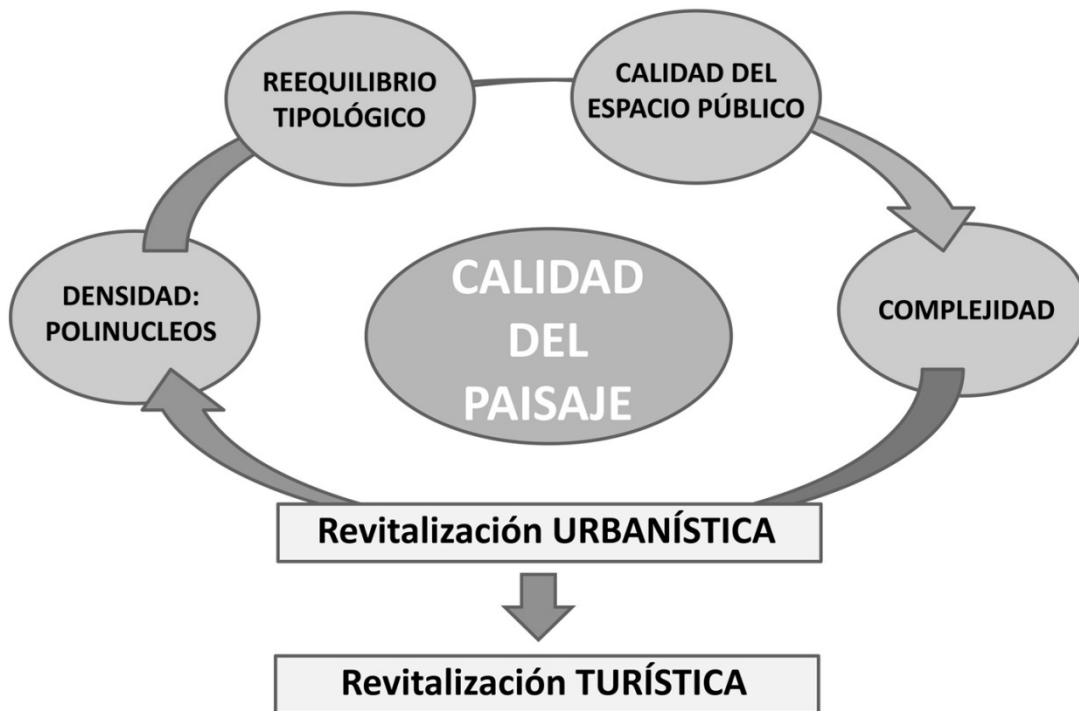 REEQUILIBRIO
TIPOLÓGICO
CALIDAD DEL
ESPACIO PÚBLICO
DENSIDAD:
POLINUCLEOS
CALIDAD
DEL
PAISAJE
COMPLEJIDAD
Revitalización URBANÍSTICA
Revitalización TURÍSTICA